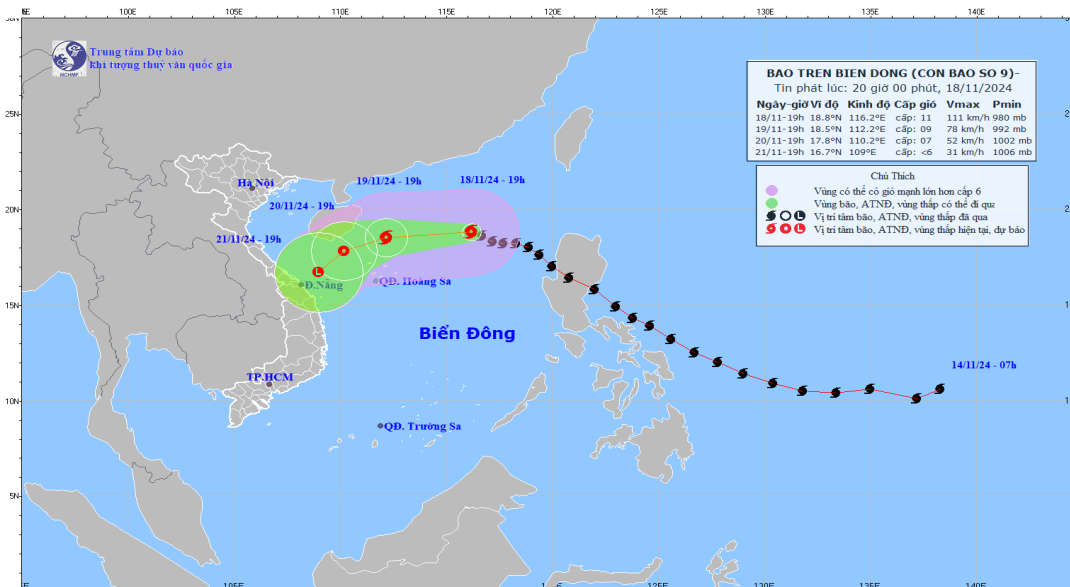 E 100E 105E 110E 115E 120E 125E 130E 135E 140E
Trung tâm Dự báo
khí tượng thuỷ văn quốc gia
NCHMF
BAO TREN BIEN DONG (CON BAO SO 9)-
Tin phát lúc: 20 giờ 00 phút, 18/11/2024
Ngày-giờ Vĩ độ Kinh độ Cấp gió Vmax Pmin
18/11-19h 18.8°N 116.2°E cấp: 11 111 km/h 980 mb
19/11-19h 18.5°N 112.2°E cấp: 09 78 km/h 992 mb
20/11-19h 17.8°N 110.2°E cấp: 07 52 km/h 1002 mb
21/11-19h 16.7°N 109°E cấp: <6 31 km/h 1006 mb
25N
Chú Thích
Vùng có thể có gió mạnh lớn hơn cấp 6
Vùng bão, ATNĐ, vùng thấp có thể đi qua
L Vị trí tâm bão, ATNĐ, vùng thấp đã qua
L Vị trí tâm bão, ATNĐ, vùng thấp hiện tại, dự báo
Hà Nội
19/11/24 - 19h
18/11/24 - 19h
20/11/24 - 19h
20N
21/11/24 - 19h
L
Đ.Nẵng
QĐ. Hoàng Sa
15N
Biển Đông
14/11/24 - 07h
TP.HCM
10N
QĐ. Trường Sa
5N
105E 125E 130E 135E 140E